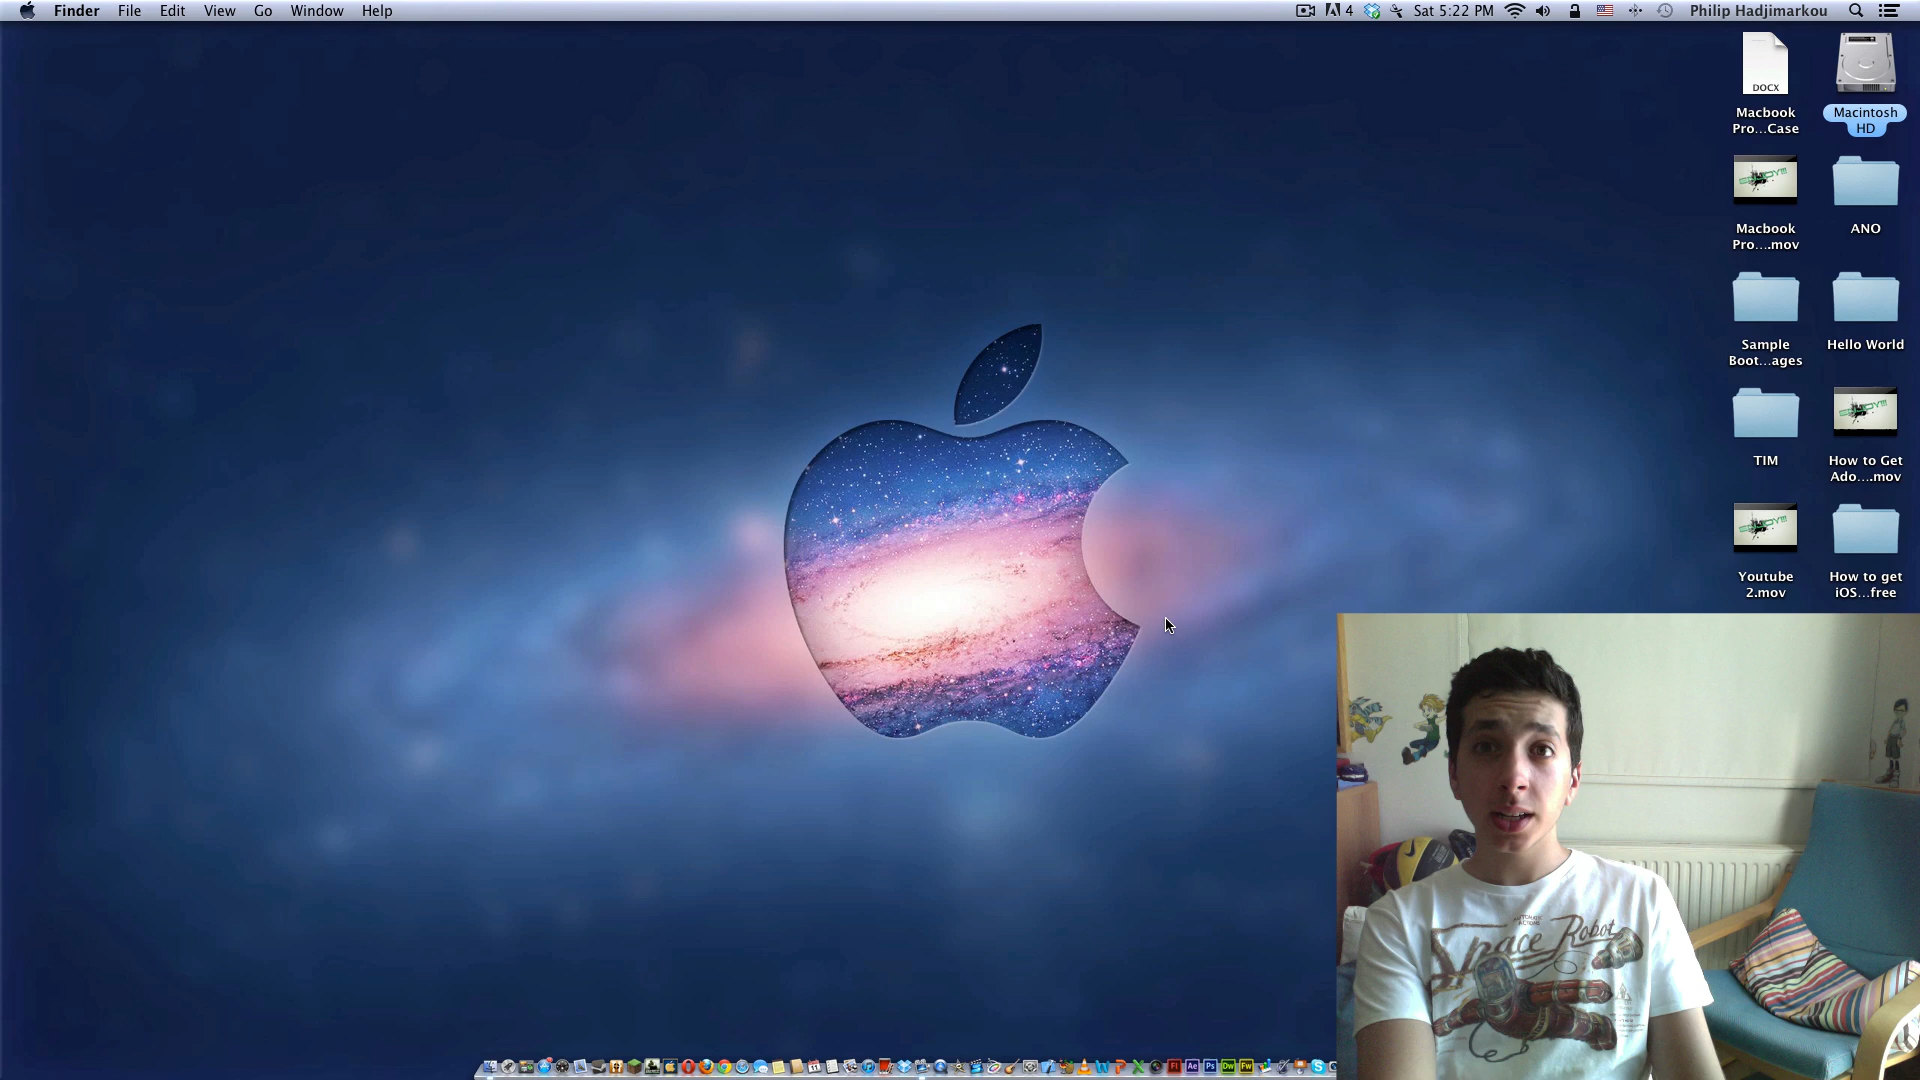 Finder File Edit View Go Window Help
4 Sat 5:22 PM Philip Hadjimarkou
DOCX
Macbook
Pro...Case
Macintosh
HD
Macbook
Pro....mov
ANO
Sample
Boot...ages
Hello World
TIM
How to Get
Ado....mov
Youtube
2.mov
How to get
iOS...free
AUTOMATIC
ACTION!
Space Robot